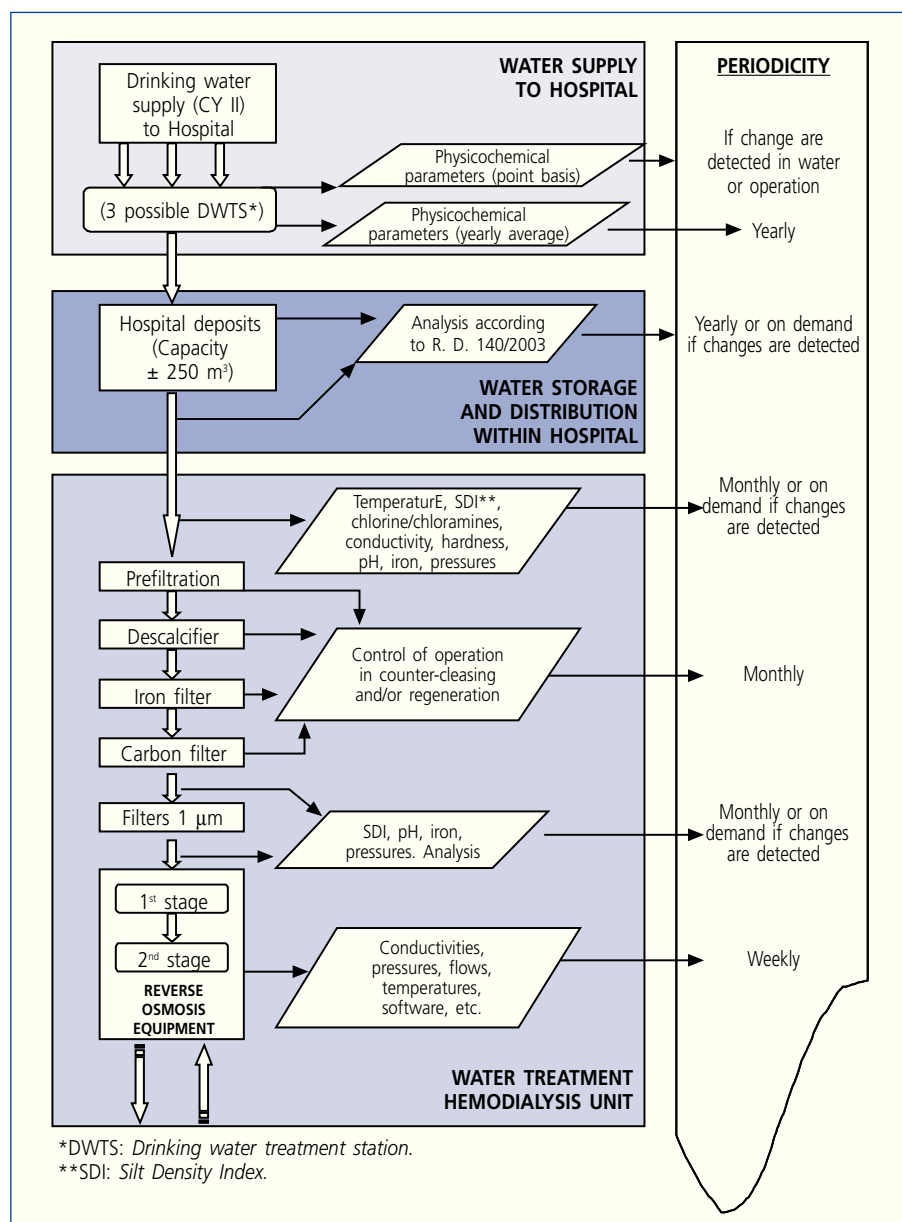 WATER SUPPLY
TO HOSPITAL
PERIODICITY
Drinking water
supply (CY II)
to Hospital
Physicochemical
parameters (point basis)
If change are
detected in water
or operation
(3 possible DWTS*)
Physicochemical
parameters (yearly average)
Yearly
Hospital deposits
(Capacity
± 250 m³)
Analysis according
to R. D. 140/2003
Yearly or on demand
if changes are detected
WATER STORAGE
AND DISTRIBUTION
WITHIN HOSPITAL
TemperaturE, SDI**,
chlorine/chloramines,
conductivity, hardness,
pH, iron, pressures
Monthly or on
demand if changes
are detected
Prefiltration
Descalcifier
Iron filter
Carbon filter
Control of operation
in counter-cleasing
and/or regeneration
Monthly
Filters 1 µm
SDI, pH, iron,
pressures. Analysis
Monthly or on
demand if changes
are detected
1st stage
2nd stage
REVERSE
OSMOSIS
EQUIPMENT
Conductivities,
pressures, flows,
temperatures,
software, etc.
Weekly
WATER TREATMENT
HEMODIALYSIS UNIT
*DWTS: Drinking water treatment station.
**SDI: Silt Density Index.